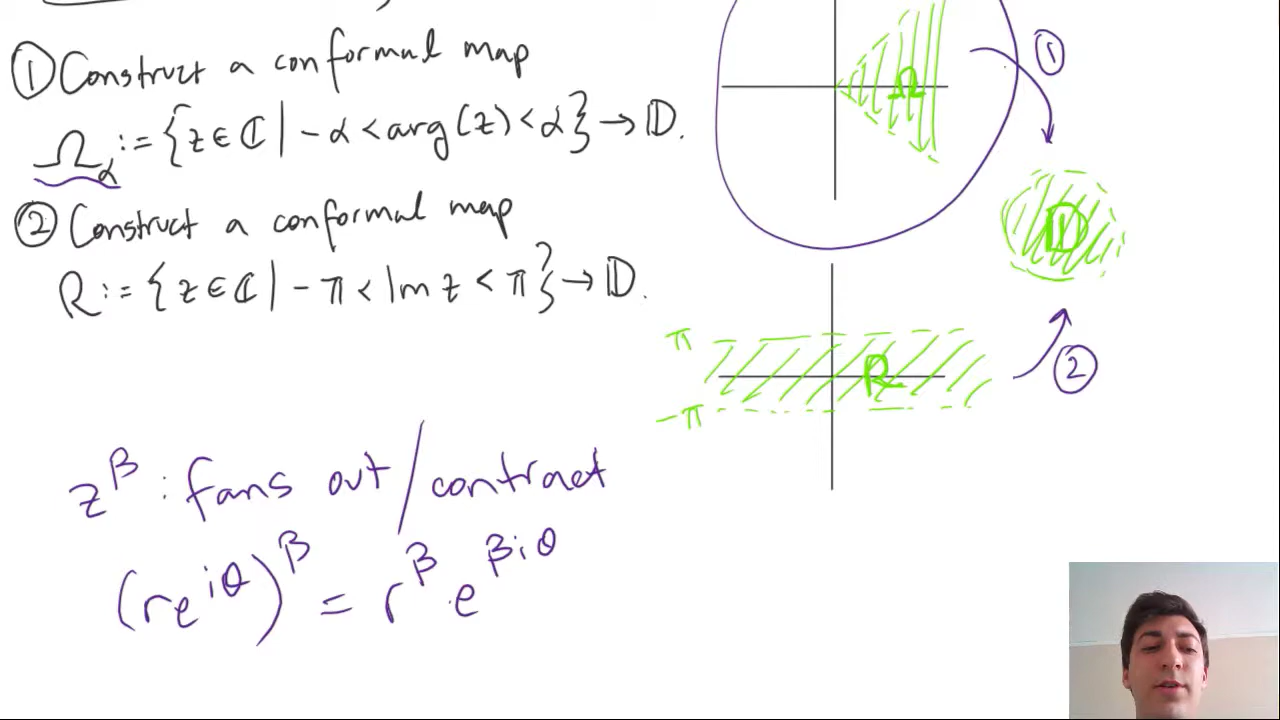 ① Construct a conformal map
Ω_α := {z ∈ ℂ | -α < arg(z) < α} → 𝔻.
② Construct a conformal map
R := {z ∈ ℂ | -π < Im z < π} → 𝔻.
z^β : fans out / contract
(re^{iθ})^β = r^β · e^{βiθ}
Ω
①
𝔻
π
R
-π
②